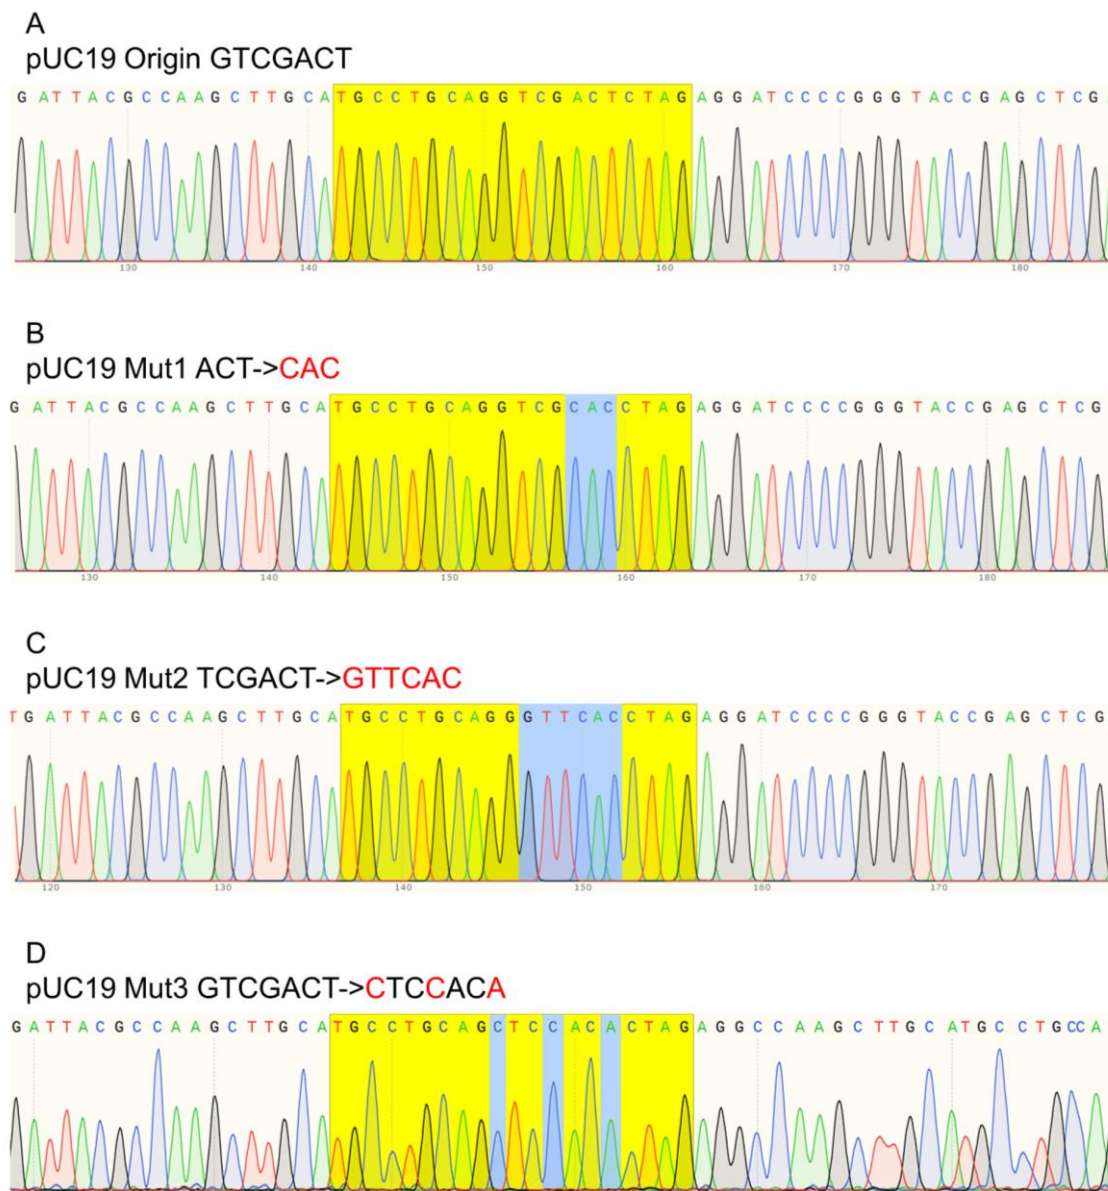 A
pUC19 Origin GTCGACT
G A T T A C G C C A A G C T T G C A T G C C T G C A G G T C G A C T C T A G A G G A T C C C C G G G T A C C G A G C T C G
130 140 150 160 170 180
B
pUC19 Mut1 ACT->CAC
G A T T A C G C C A A G C T T G C A T G C C T G C A G G T C G C A C C T A G A G G A T C C C C G G G T A C C G A G C T C G
130 140 150 160 170 180
C
pUC19 Mut2 TCGACT->GTTCAC
T G A T T A C G C C A A G C T T G C A T G C C T G C A G G G T T C A C C T A G A G G A T C C C C G G G T A C C G A G C T C G
120 130 140 150 160 170
D
pUC19 Mut3 GTCGACT->CTCCACA
G A T T A C G C C A A G C T T G C A T G C C T G C A G C T C C A C A C T A G A G G C C A A G C T T G C A T G C C T G C C A